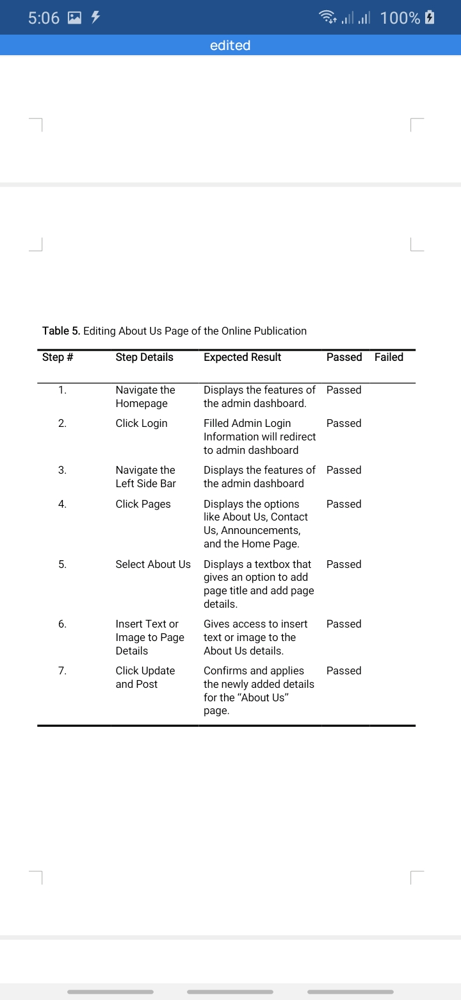 5:06 100%
edited
Table 5. Editing About Us Page of the Online Publication
Step # Step Details Expected Result Passed Failed
1. Navigate the Displays the features of Passed
Homepage the admin dashboard.
2. Click Login Filled Admin Login Passed
Information will redirect
to admin dashboard
3. Navigate the Displays the features of Passed
Left Side Bar the admin dashboard
4. Click Pages Displays the options Passed
like About Us, Contact
Us, Announcements,
and the Home Page.
5. Select About Us Displays a textbox that Passed
gives an option to add
page title and add page
details.
6. Insert Text or Gives access to insert Passed
Image to Page text or image to the
Details About Us details.
7. Click Update Confirms and applies Passed
and Post the newly added details
for the “About Us”
page.